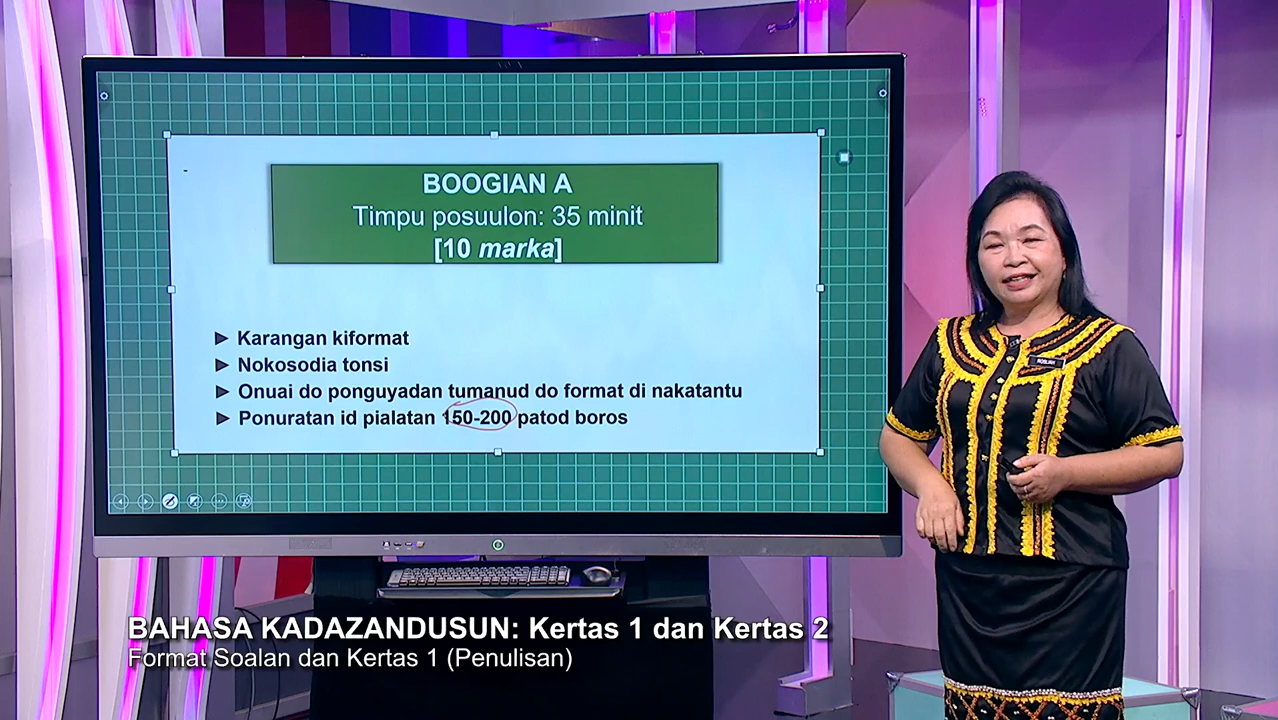 BOOGIAN A
Timpu posuulon: 35 minit
[10 marka]
Karangan kiformat
Nokosodia tonsi
Onuai do ponguyadan tumanud do format di nakatantu
Ponuratan id pialatan 150-200 patod boros
BAHASA KADAZANDUSUN: Kertas 1 dan Kertas 2
Format Soalan dan Kertas 1 (Penulisan)